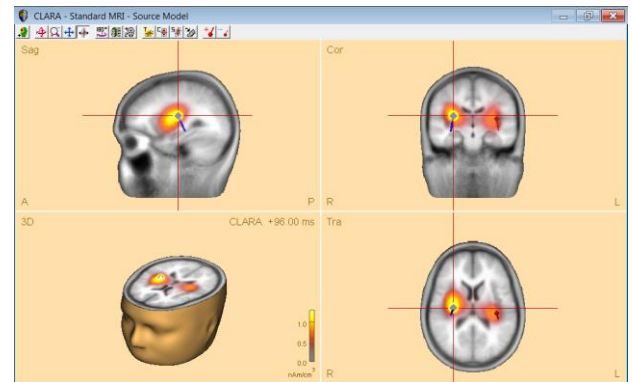 CLARA - Standard MRI - Source Model
Sag
Cor
A
P
R
L
3D
CLARA +96.00 ms
Tra
1.0
0.5
0.0
nAm/cm³
R
L